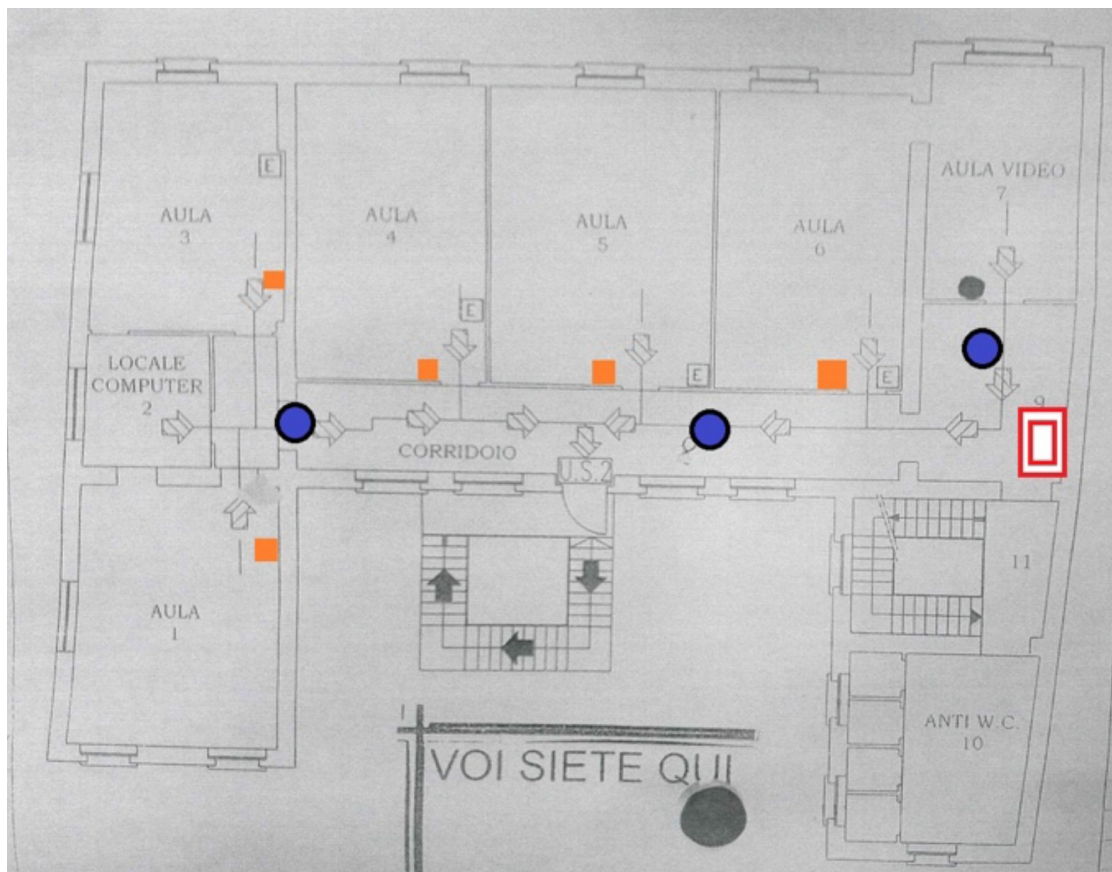 AULA
3
E
AULA
4
E
AULA
5
E
AULA
6
E
AULA VIDEO
7
LOCALE
COMPUTER
2
CORRIDOIO
U.S.2
9
11
AULA
1
ANTI W.C.
10
VOI SIETE QUI